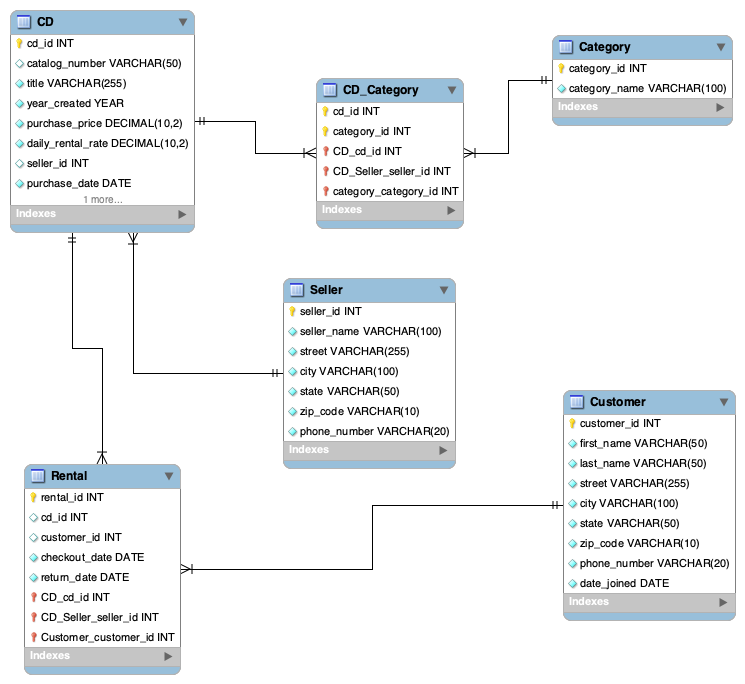 CD
cd_id INT
catalog_number VARCHAR(50)
title VARCHAR(255)
year_created YEAR
purchase_price DECIMAL(10,2)
daily_rental_rate DECIMAL(10,2)
seller_id INT
purchase_date DATE
1 more...
Indexes
CD_Category
cd_id INT
category_id INT
CD_cd_id INT
CD_Seller_seller_id INT
category_category_id INT
Indexes
Category
category_id INT
category_name VARCHAR(100)
Indexes
Seller
seller_id INT
seller_name VARCHAR(100)
street VARCHAR(255)
city VARCHAR(100)
state VARCHAR(50)
zip_code VARCHAR(10)
phone_number VARCHAR(20)
Indexes
Rental
rental_id INT
cd_id INT
customer_id INT
checkout_date DATE
return_date DATE
CD_cd_id INT
CD_Seller_seller_id INT
Customer_customer_id INT
Indexes
Customer
customer_id INT
first_name VARCHAR(50)
last_name VARCHAR(50)
street VARCHAR(255)
city VARCHAR(100)
state VARCHAR(50)
zip_code VARCHAR(10)
phone_number VARCHAR(20)
date_joined DATE
Indexes